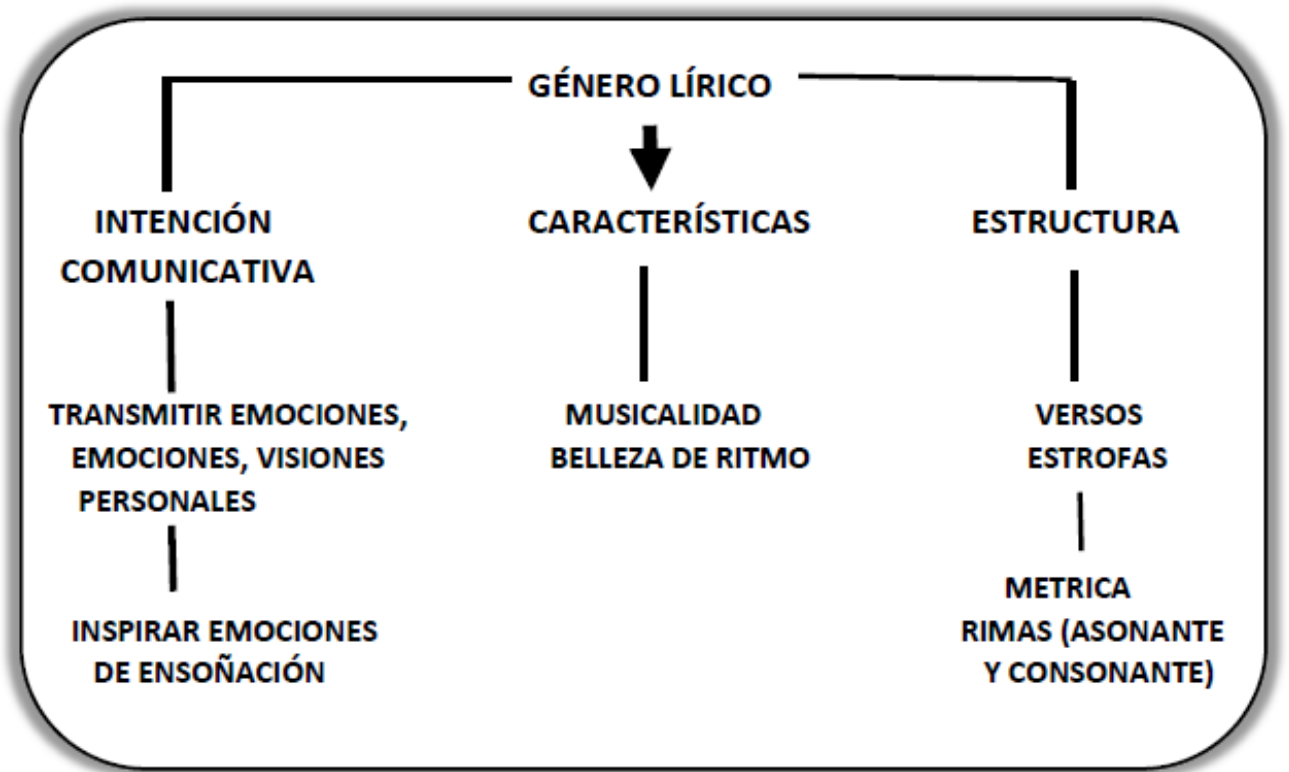 GÉNERO LÍRICO
INTENCIÓN
COMUNICATIVA
CARACTERÍSTICAS
ESTRUCTURA
TRANSMITIR EMOCIONES,
EMOCIONES, VISIONES
PERSONALES
MUSICALIDAD
BELLEZA DE RITMO
VERSOS
ESTROFAS
INSPIRAR EMOCIONES
DE ENSOÑACIÓN
METRICA
RIMAS (ASONANTE
Y CONSONANTE)